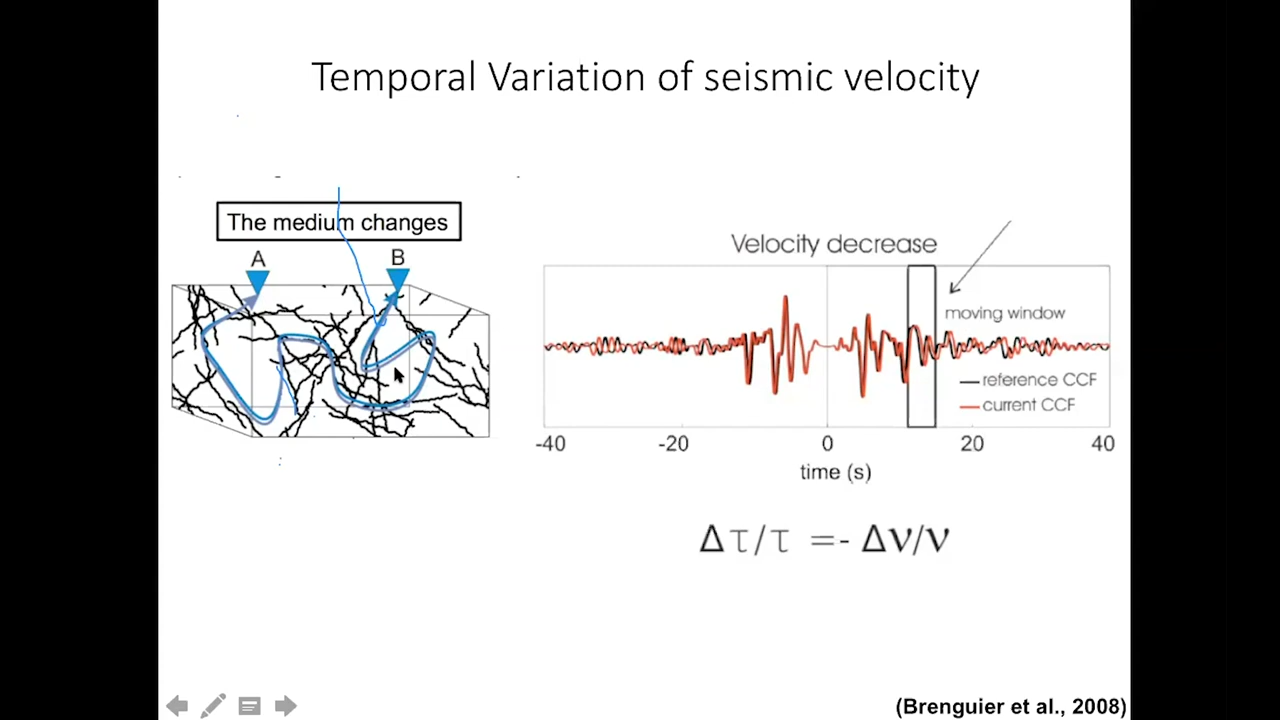 Temporal Variation of seismic velocity
The medium changes
A
B
Velocity decrease
moving window
reference CCF
current CCF
-40
-20
0
20
40
time (s)
Δτ/τ =- Δν/ν
(Brenguier et al., 2008)